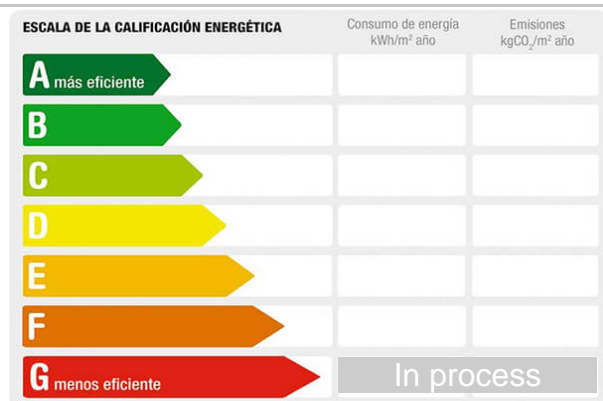 ESCALA DE LA CALIFICACIÓN ENERGÉTICA
Consumo de energía
kWh/m² año
Emisiones
kgCO₂/m² año
A más eficiente
B
C
D
E
F
G menos eficiente
In process